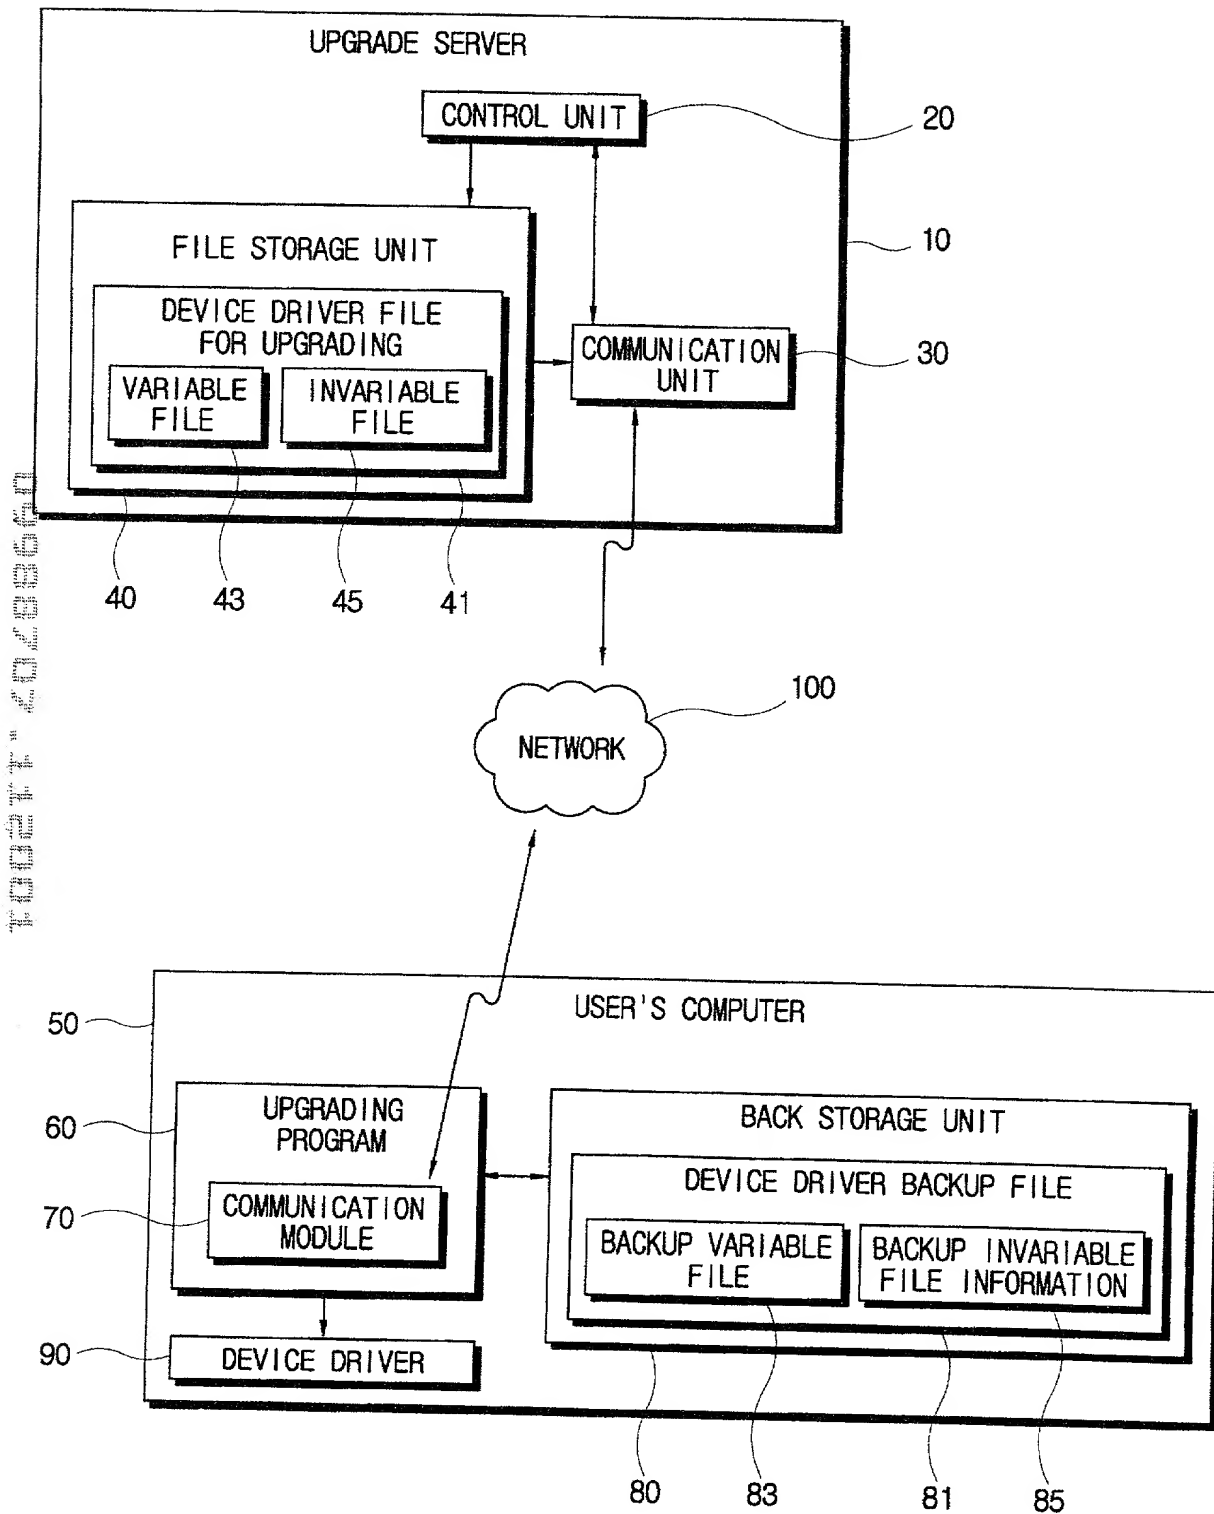 UPGRADE SERVER
CONTROL UNIT
20
FILE STORAGE UNIT
10
DEVICE DRIVER FILE
FOR UPGRADING
COMMUNICATION
UNIT
30
VARIABLE
FILE
INVARIABLE
FILE
40
43
45
41
100
NETWORK
USER'S COMPUTER
50
UPGRADING
PROGRAM
60
BACK STORAGE UNIT
DEVICE DRIVER BACKUP FILE
COMMUNICATION
MODULE
70
BACKUP VARIABLE
FILE
BACKUP INVARIABLE
FILE INFORMATION
90
DEVICE DRIVER
80
83
81
85